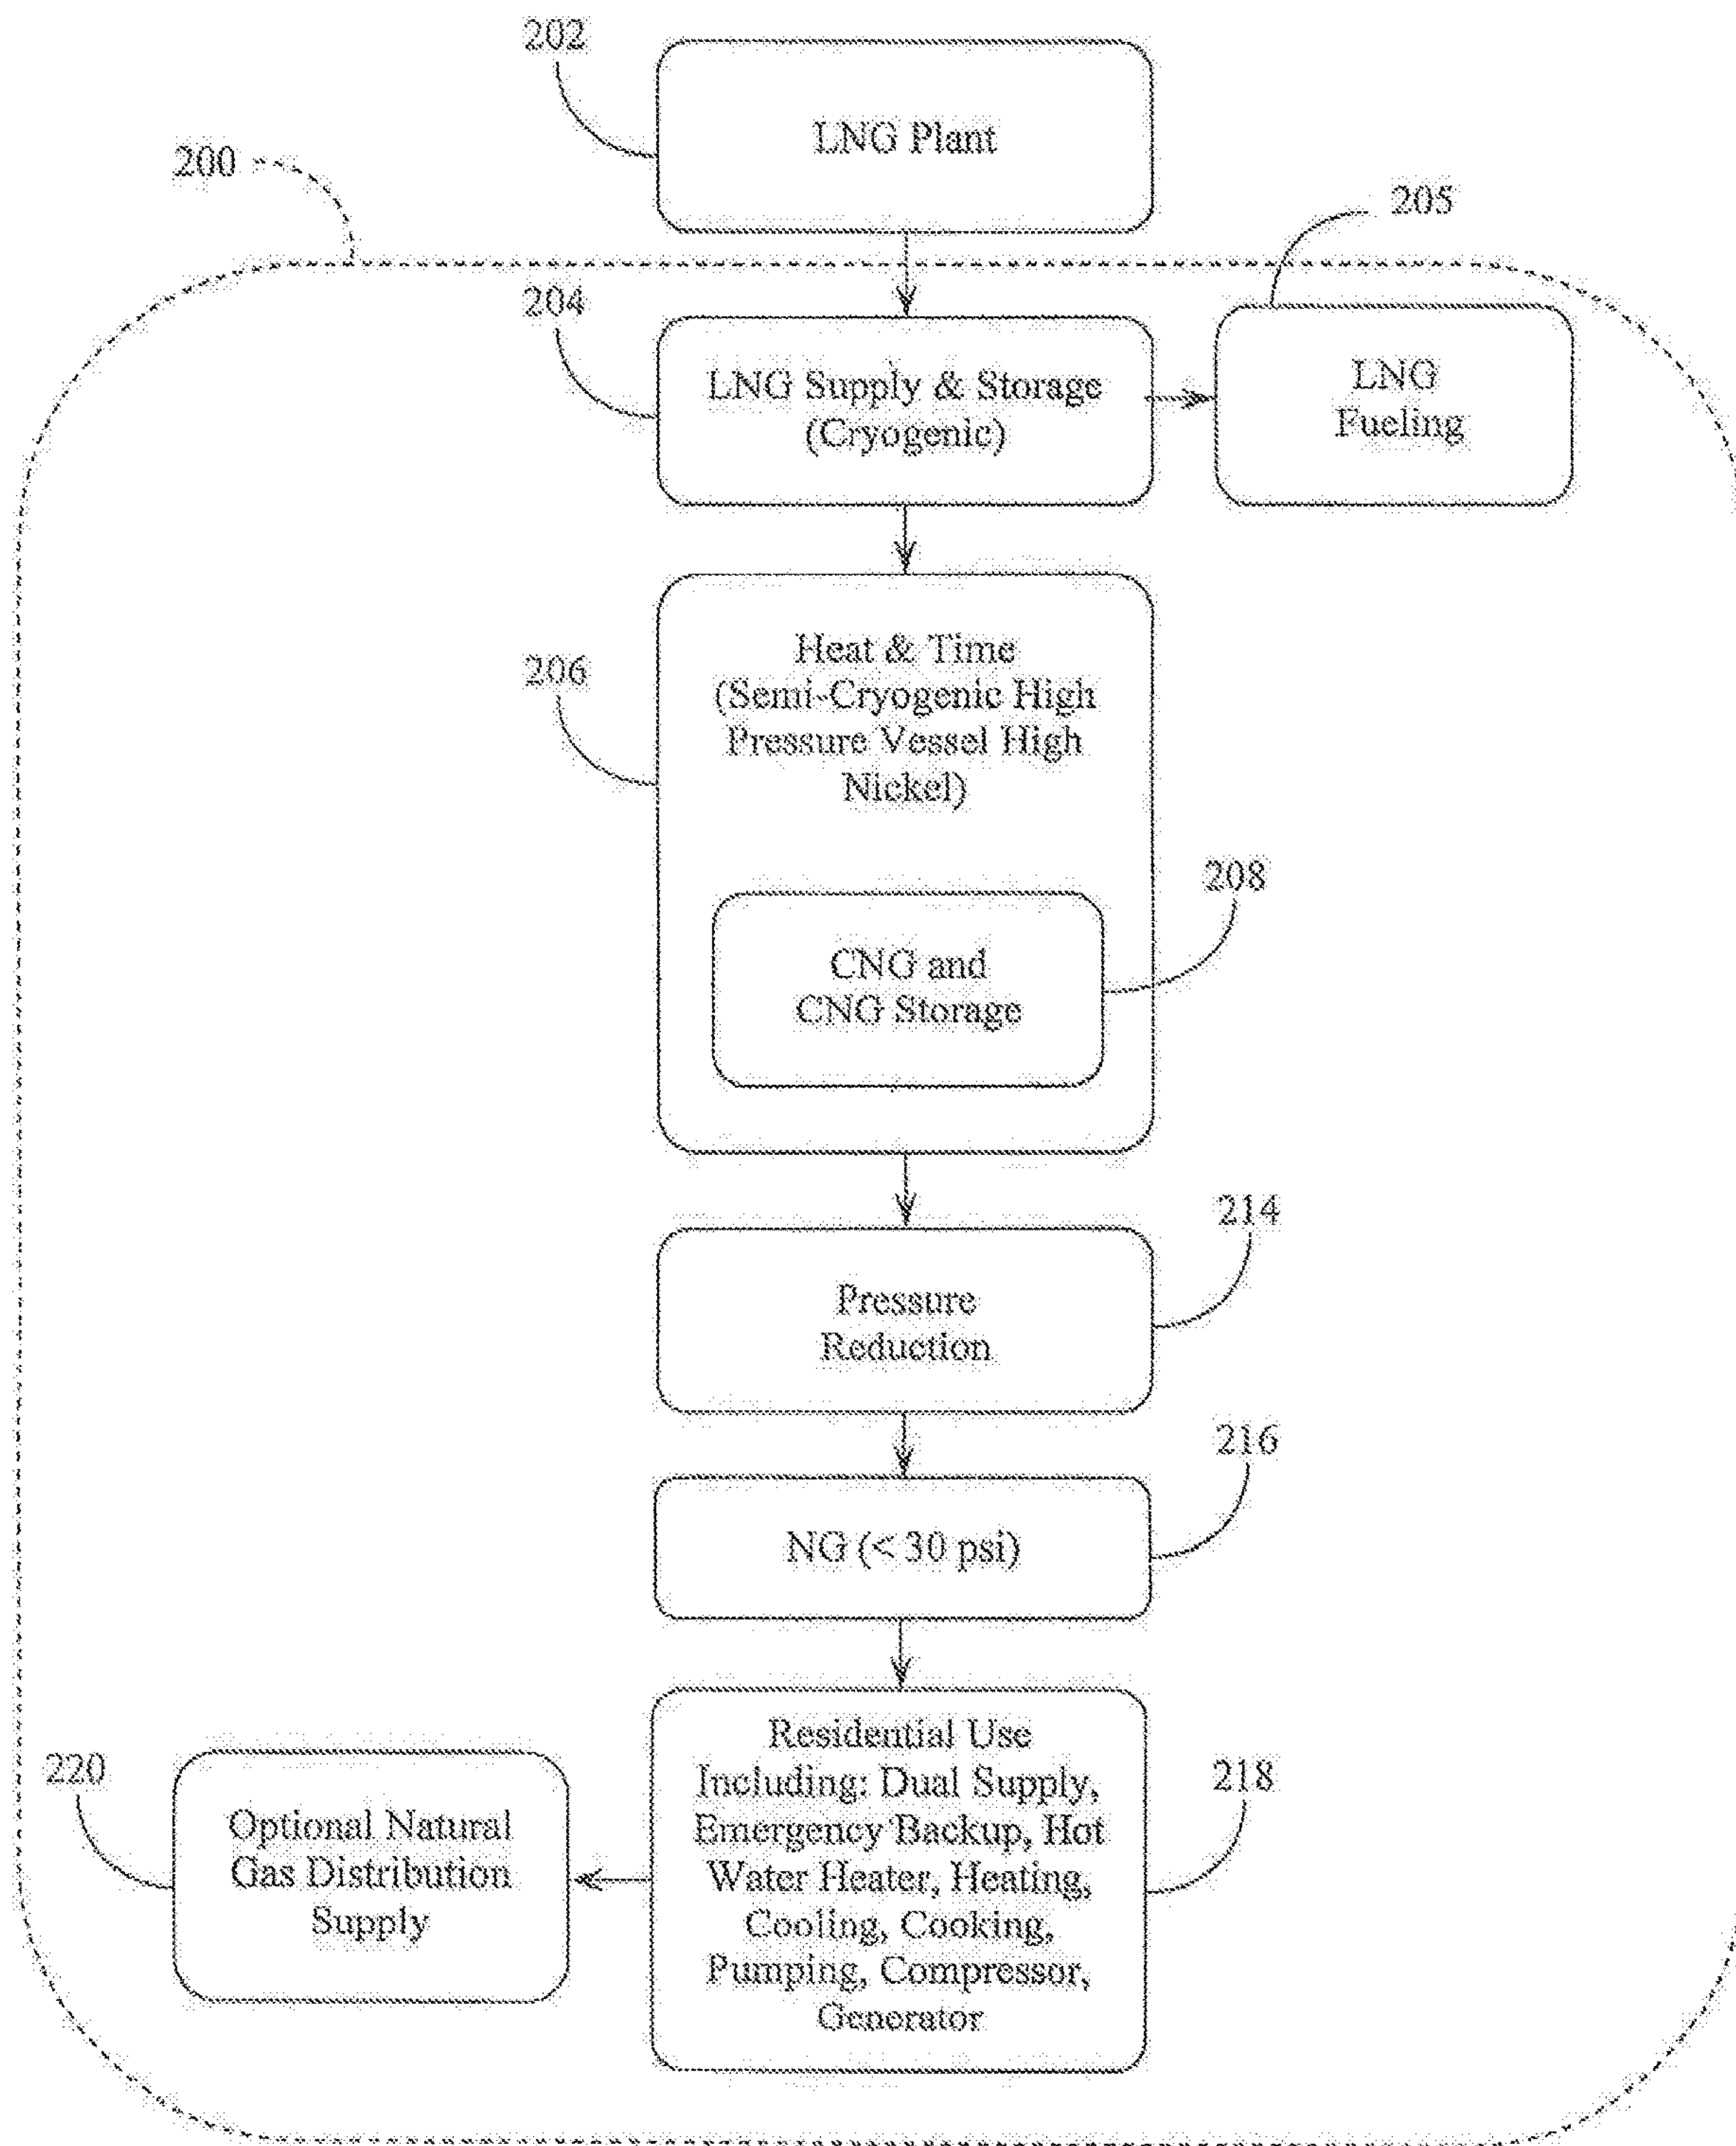 202
LNG Plant
200
205
204
LNG Supply & Storage
(Cryogenic)
LNG
Fueling
206
Heat & Time
(Semi-Cryogenic High
Pressure Vessel High
Nickel)
208
CNG and
CNG Storage
214
Pressure
Reduction
216
NG (< 30 psi)
218
Residential Use
Including: Dual Supply,
Emergency Backup, Hot
Water Heater, Heating,
Cooling, Cooking,
Pumping, Compressor,
Generator
220
Optional Natural
Gas Distribution
Supply